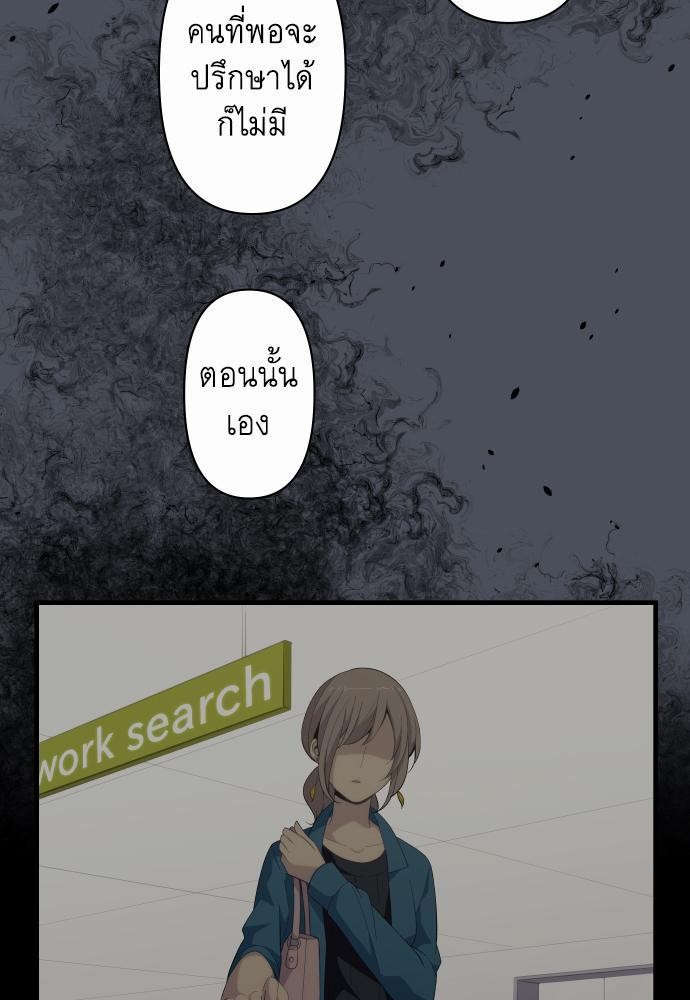 คนที่พอจะ
ปรึกษาได้
ก็ไม่มี
ตอนนั้น
เอง
work search